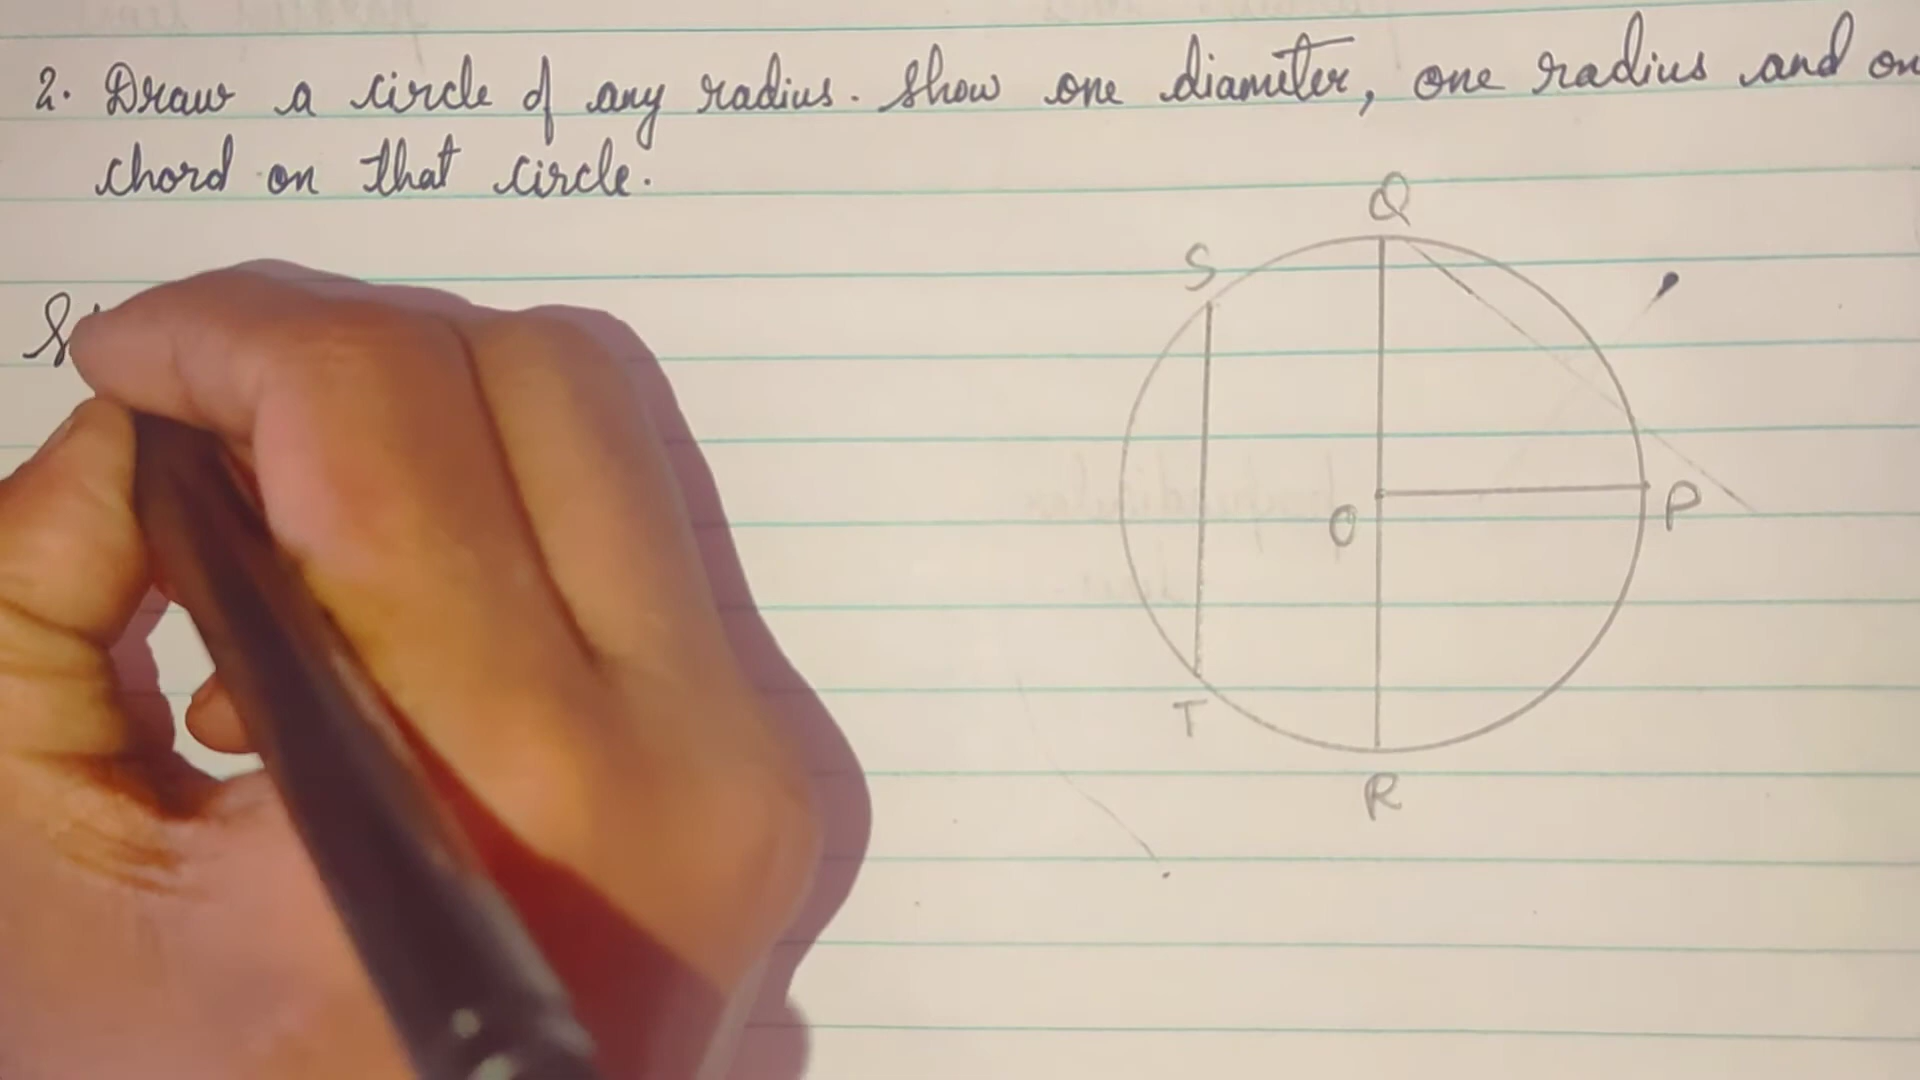 2. Draw a circle of any radius. Show one diameter, one radius and on
chord on that circle.
Q
S
O
P
T
R